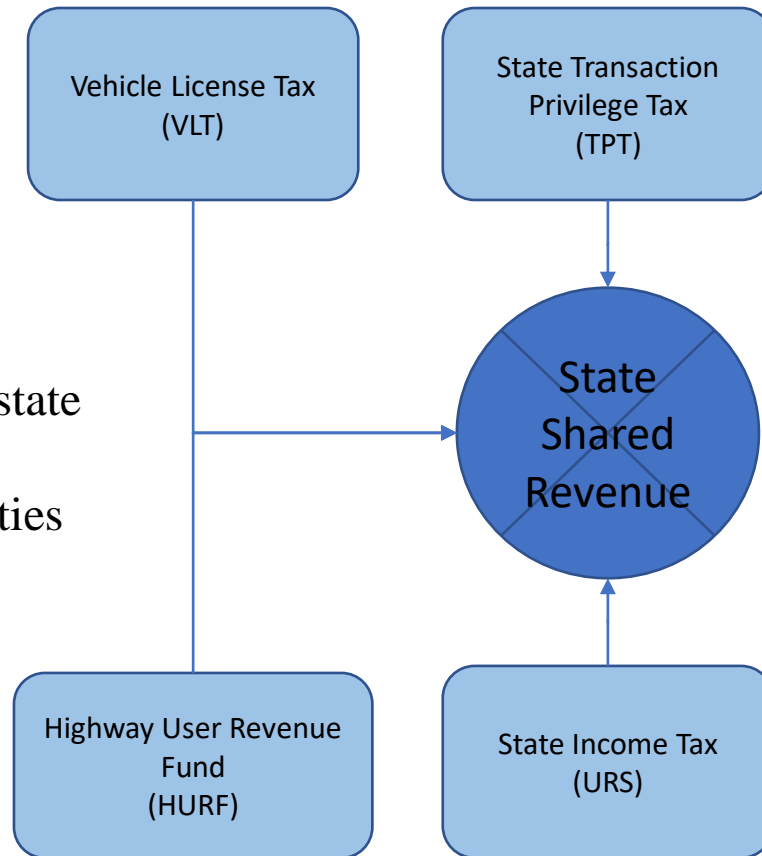 Vehicle License Tax
(VLT)
State Transaction
Privilege Tax
(TPT)
state
ties
State
Shared
Revenue
Highway User Revenue
Fund
(HURF)
State Income Tax
(URS)